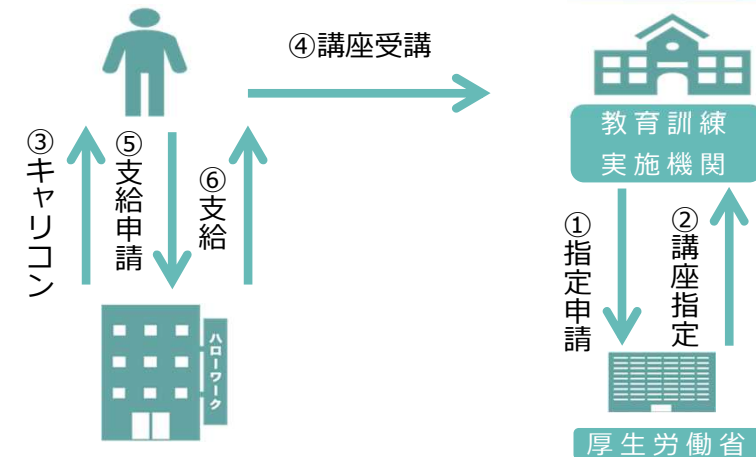 ④講座受講
教育訓練
実施機関
③キャリコン
⑤支給申請
⑥支給
①指定申請
②講座指定
ハローワーク
厚生労働省